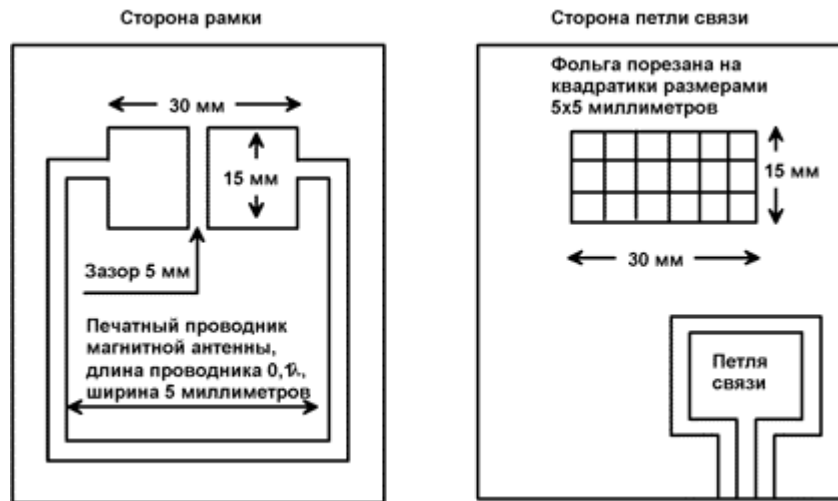 Сторона рамки
30 мм
15 мм
Зазор 5 мм
Печатный проводник
магнитной антенны,
длина проводника 0,1λ,
ширина 5 миллиметров
Сторона петли связи
Фольга порезана на
квадратики размерами
5х5 миллиметров
15 мм
30 мм
Петля
связи